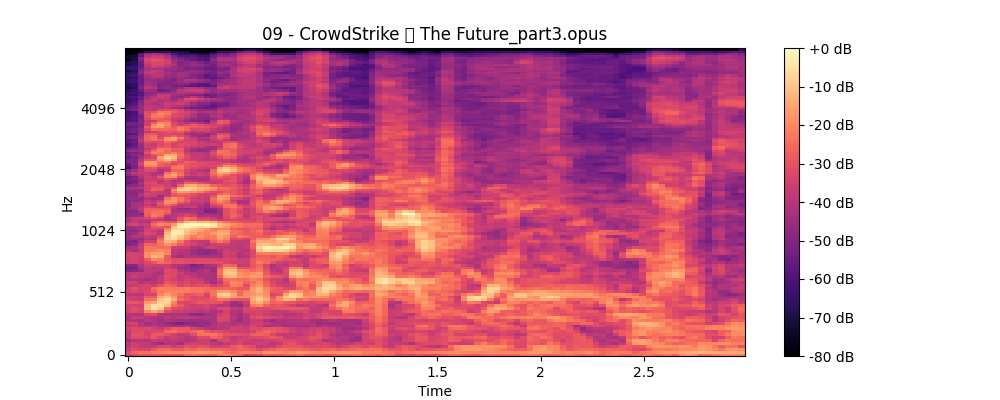 09 - CrowdStrike ▯ The Future_part3.opus
Hz
4096
2048
1024
512
0
0 0.5 1 1.5 2 2.5
Time
+0 dB
-10 dB
-20 dB
-30 dB
-40 dB
-50 dB
-60 dB
-70 dB
-80 dB